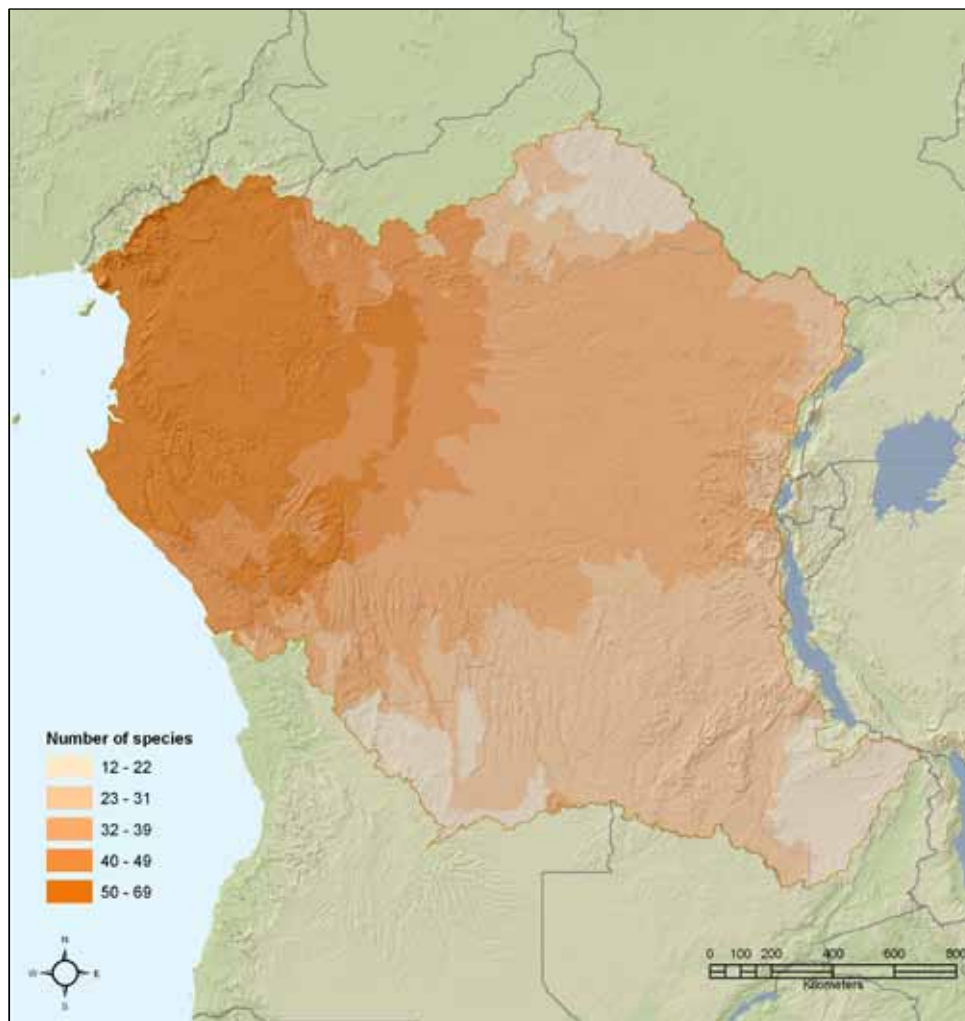 Number of species
12 - 22
23 - 31
32 - 39
40 - 49
50 - 69
N
W E
S
0 100 200 400 600 800
Kilometers